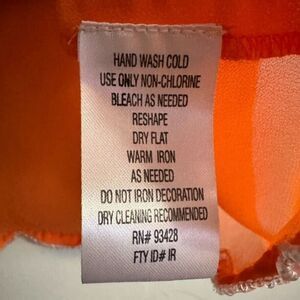 HAND WASH COLD
USE ONLY NON-CHLORINE
BLEACH AS NEEDED
RESHAPE
DRY FLAT
WARM IRON
AS NEEDED
DO NOT IRON DECORATION
DRY CLEANING RECOMMENDED
RN# 93428
FTY ID# IR